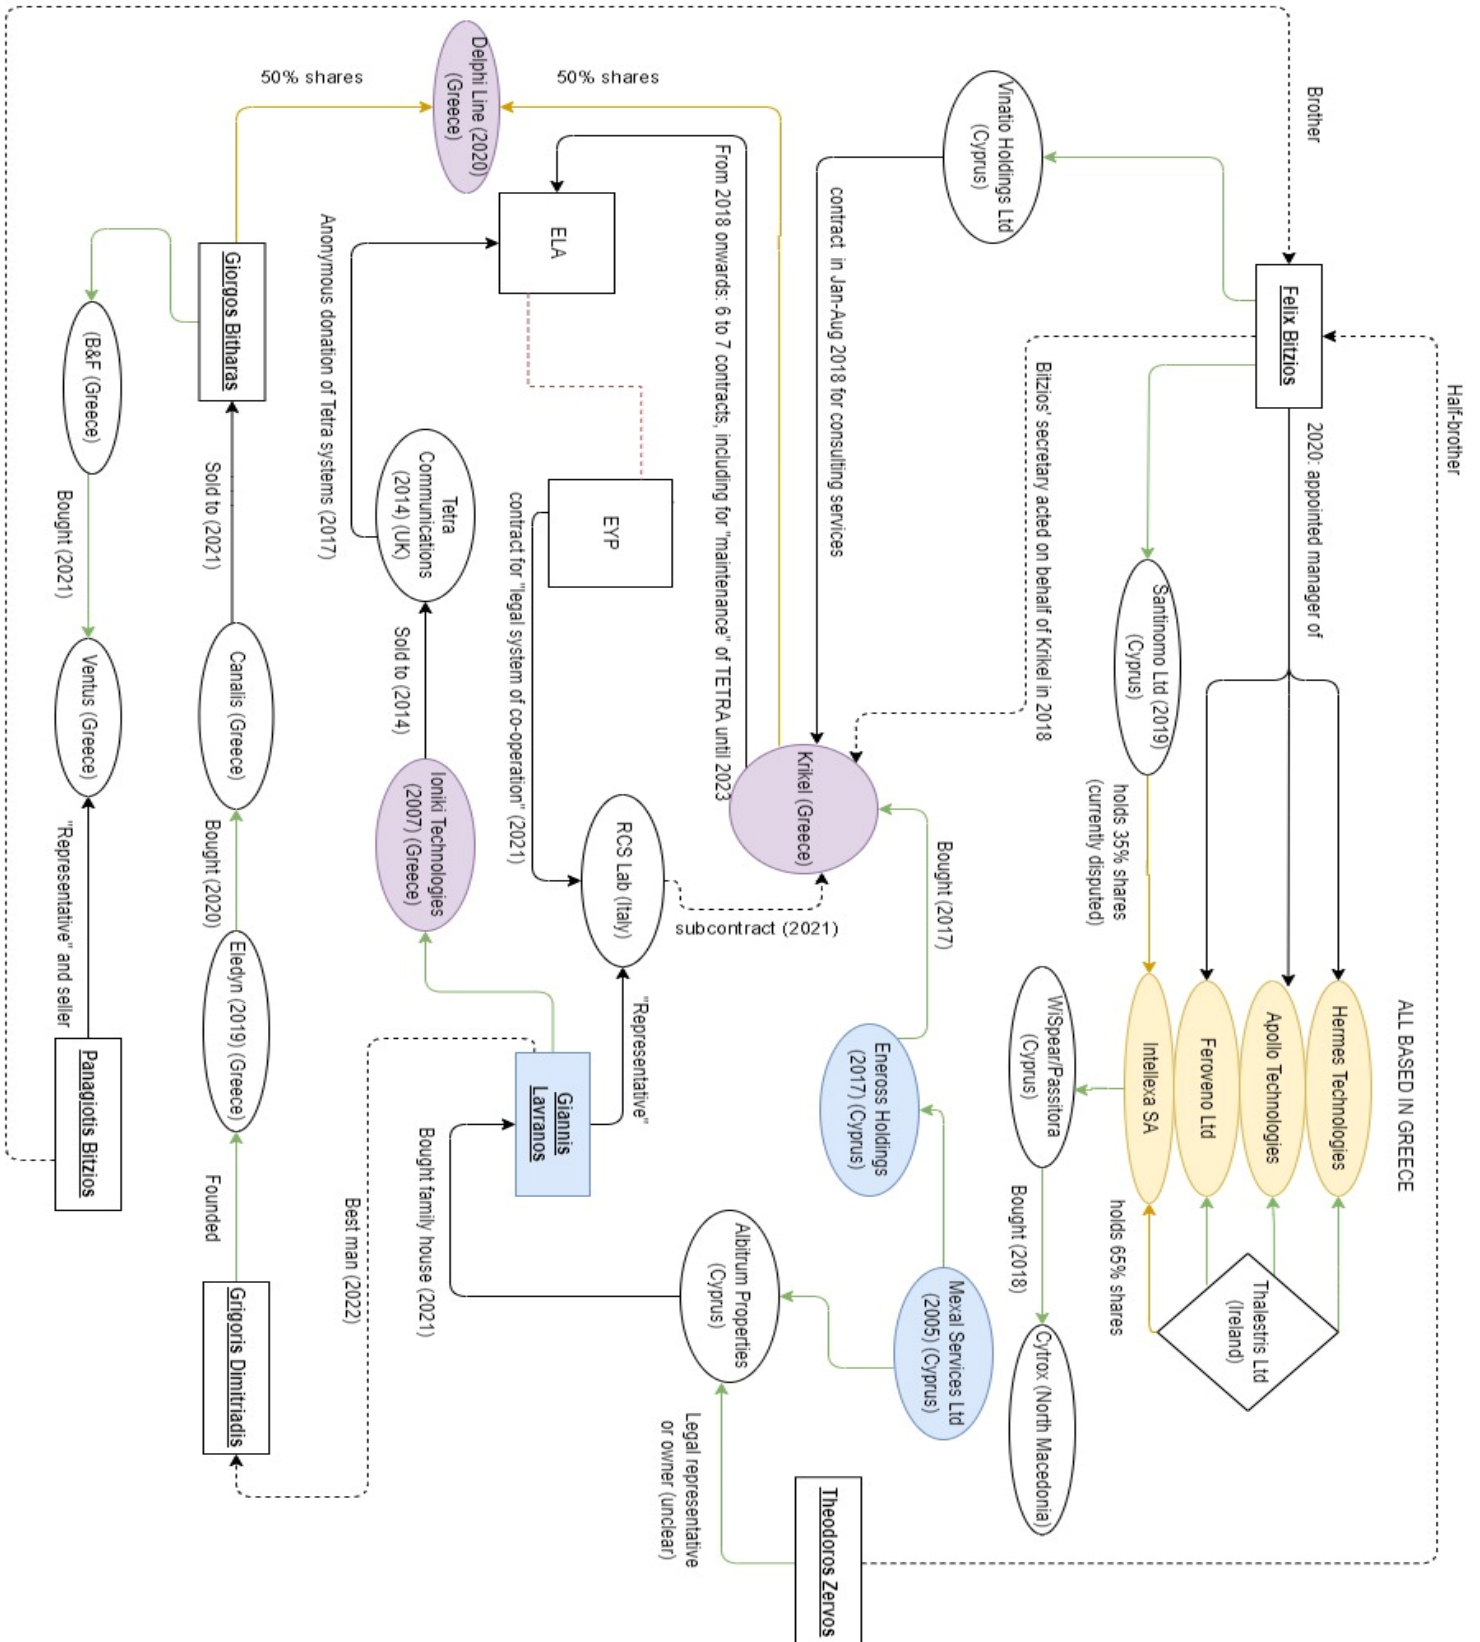 Half-brother
ALL BASED IN GREECE
Brother
Felix Bitzios
2020: appointed manager of
Hermes Technologies
Apollo Technologies
Feroveno Ltd
Intellexa SA
Thalestris Ltd
(Ireland)
holds 65% shares
Santinomo Ltd (2019)
(Cyprus)
holds 35% shares
(currently disputed)
Vinatio Holdings Ltd
(Cyprus)
Bitzios' secretary acted on behalf of Krikel in 2018
WiSpear/Passitora
(Cyprus)
Bought (2018)
Cytrox (North Macedonia)
contract in Jan-Aug 2018 for consulting services
Krikel (Greece)
Bought (2017)
Eneross Holdings
(2017) (Cyprus)
Mexal Services Ltd
(2005) (Cyprus)
Theodoros Zervos
From 2018 onwards: 6 to 7 contracts, including for "maintenance" of TETRA until 2023
Albitrum Properties
(Cyprus)
Legal representative
or owner (unclear)
50% shares
Delphi Line (2020)
(Greece)
50% shares
ELA
EYP
RCS Lab (Italy)
subcontract (2021)
"Representative"
contract for "legal system of co-operation" (2021)
Giannis
Lavranos
Tetra
Communications
(2014) (UK)
Sold to (2014)
Ioniki Technologies
(2007) (Greece)
Bought family house (2021)
Anonymous donation of Tetra systems (2017)
Best man (2022)
Giorgos Bitharas
Sold to (2021)
Canalis (Greece)
Bought (2020)
Eledyn (2019) (Greece)
Founded
Grigoris Dimitriadis
(B&F (Greece)
Bought (2021)
Ventus (Greece)
"Representative" and seller
Panagiotis Bitzios